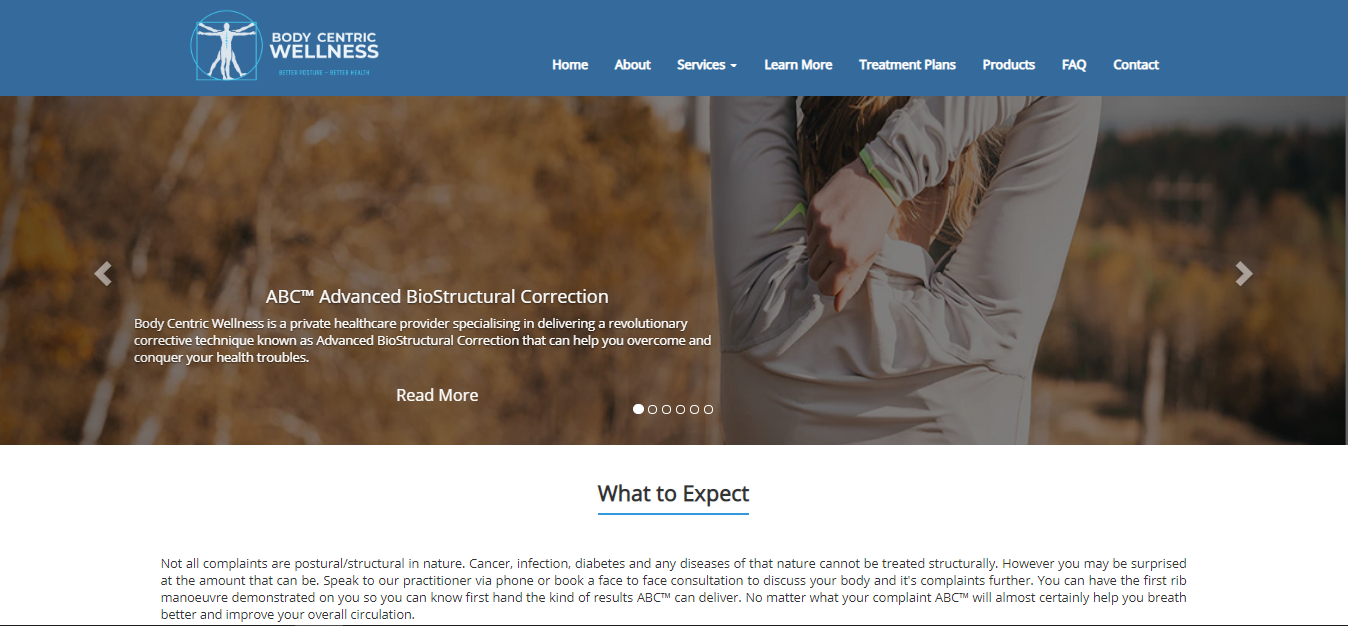 BODY CENTRIC
WELLNESS
BETTER POSTURE - BETTER HEALTH
Home About Services Learn More Treatment Plans Products FAQ Contact
ABC™ Advanced BioStructural Correction
Body Centric Wellness is a private healthcare provider specialising in delivering a revolutionary
corrective technique known as Advanced BioStructural Correction that can help you overcome and
conquer your health troubles.
Read More
What to Expect
Not all complaints are postural/structural in nature. Cancer, infection, diabetes and any diseases of that nature cannot be treated structurally. However you may be surprised
at the amount that can be. Speak to our practitioner via phone or book a face to face consultation to discuss your body and it's complaints further. You can have the first rib
manoeuvre demonstrated on you so you can know first hand the kind of results ABC™ can deliver. No matter what your complaint ABC™ will almost certainly help you breath
better and improve your overall circulation.